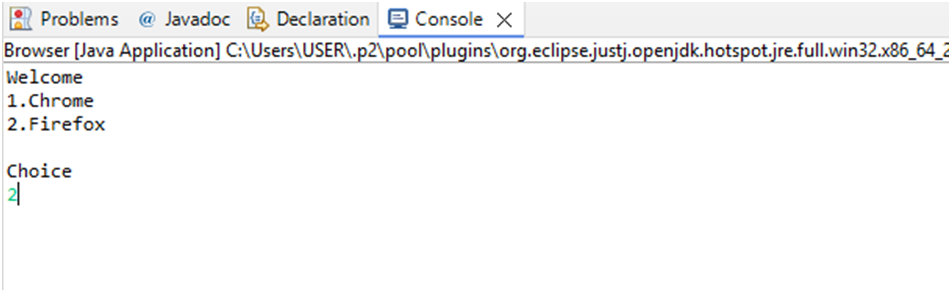 Problems @ Javadoc Declaration Console
Browser [Java Application] C:\Users\USER\.p2\pool\plugins\org.eclipse.justj.openjdk.hotspot.jre.full.win32.x86_64_2
Welcome
1.Chrome
2.Firefox
Choice
2